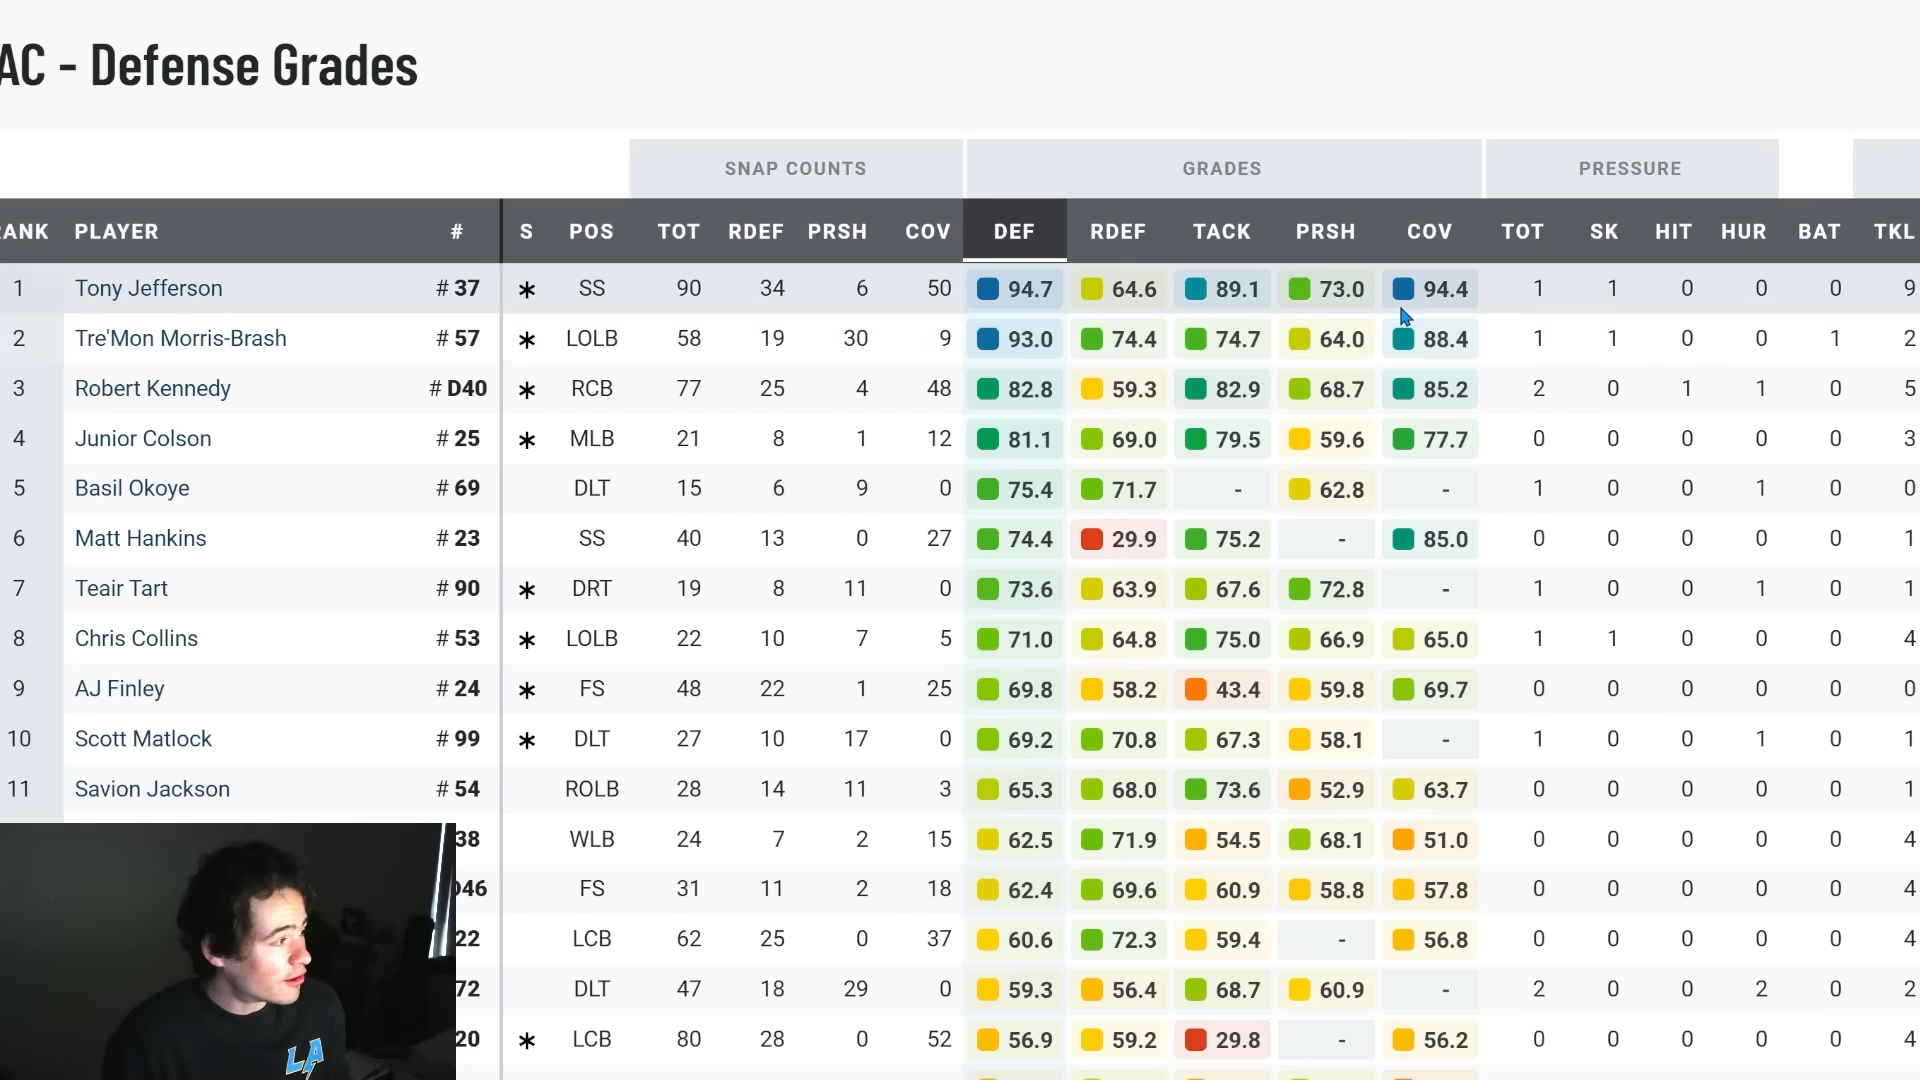 AC - Defense Grades
SNAP COUNTS GRADES PRESSURE
RANK PLAYER # S POS TOT RDEF PRSH COV DEF RDEF TACK PRSH COV TOT SK HIT HUR BAT TKL
1 Tony Jefferson # 37 * SS 90 34 6 50 94.7 64.6 89.1 73.0 94.4 1 1 0 0 0 9
2 Tre'Mon Morris-Brash # 57 * LOLB 58 19 30 9 93.0 74.4 74.7 64.0 88.4 1 1 0 0 1 2
3 Robert Kennedy # D40 * RCB 77 25 4 48 82.8 59.3 82.9 68.7 85.2 2 0 1 1 0 5
4 Junior Colson # 25 * MLB 21 8 1 12 81.1 69.0 79.5 59.6 77.7 0 0 0 0 0 3
5 Basil Okoye # 69 DLT 15 6 9 0 75.4 71.7 - 62.8 - 1 0 0 1 0 0
6 Matt Hankins # 23 SS 40 13 0 27 74.4 29.9 75.2 - 85.0 0 0 0 0 0 1
7 Teair Tart # 90 * DRT 19 8 11 0 73.6 63.9 67.6 72.8 - 1 0 0 1 0 1
8 Chris Collins # 53 * LOLB 22 10 7 5 71.0 64.8 75.0 66.9 65.0 1 1 0 0 0 4
9 AJ Finley # 24 * FS 48 22 1 25 69.8 58.2 43.4 59.8 69.7 0 0 0 0 0 0
10 Scott Matlock # 99 * DLT 27 10 17 0 69.2 70.8 67.3 58.1 - 1 0 0 1 0 1
11 Savion Jackson # 54 ROLB 28 14 11 3 65.3 68.0 73.6 52.9 63.7 0 0 0 0 0 1
38 WLB 24 7 2 15 62.5 71.9 54.5 68.1 51.0 0 0 0 0 0 4
D46 FS 31 11 2 18 62.4 69.6 60.9 58.8 57.8 0 0 0 0 0 4
22 LCB 62 25 0 37 60.6 72.3 59.4 - 56.8 0 0 0 0 0 4
72 DLT 47 18 29 0 59.3 56.4 68.7 60.9 - 2 0 0 2 0 2
20 * LCB 80 28 0 52 56.9 59.2 29.8 - 56.2 0 0 0 0 0 4
LA